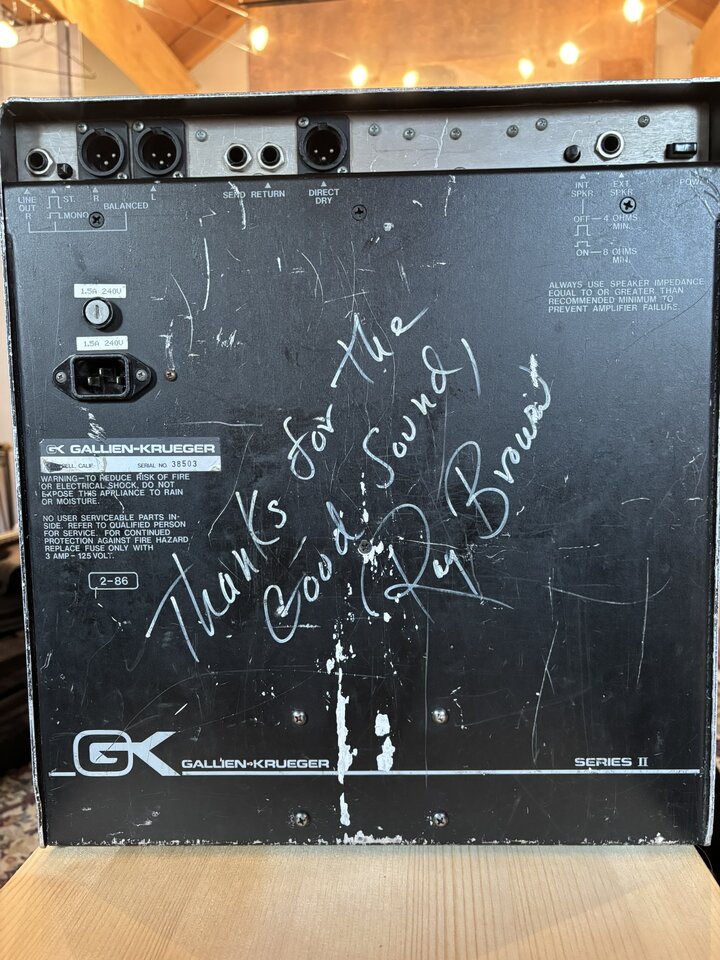 LINE OUT R
ST.
MONO
R
L
BALANCED
SEND RETURN
DIRECT DRY
INT SPKR
EXT SPKR
OFF—4 OHMS MIN.
ON—8 OHMS MIN.
ALWAYS USE SPEAKER IMPEDANCE
EQUAL TO OR GREATER THAN
RECOMMENDED MINIMUM TO
PREVENT AMPLIFIER FAILURE.
1.5A 240V
1.5A 240V
Thanks for the
Good Sound,
Ray Brown
GK GALLIEN-KRUEGER
CALIF. SERIAL NO. 38503
WARNING—TO REDUCE RISK OF FIRE
OR ELECTRICAL SHOCK, DO NOT
EXPOSE THIS APPLIANCE TO RAIN
OR MOISTURE.
NO USER SERVICEABLE PARTS IN-
SIDE. REFER TO QUALIFIED PERSON
FOR SERVICE. FOR CONTINUED
PROTECTION AGAINST FIRE HAZARD
REPLACE FUSE ONLY WITH
3 AMP-125 VOLT.
2-86
GK GALLIEN-KRUEGER
SERIES II